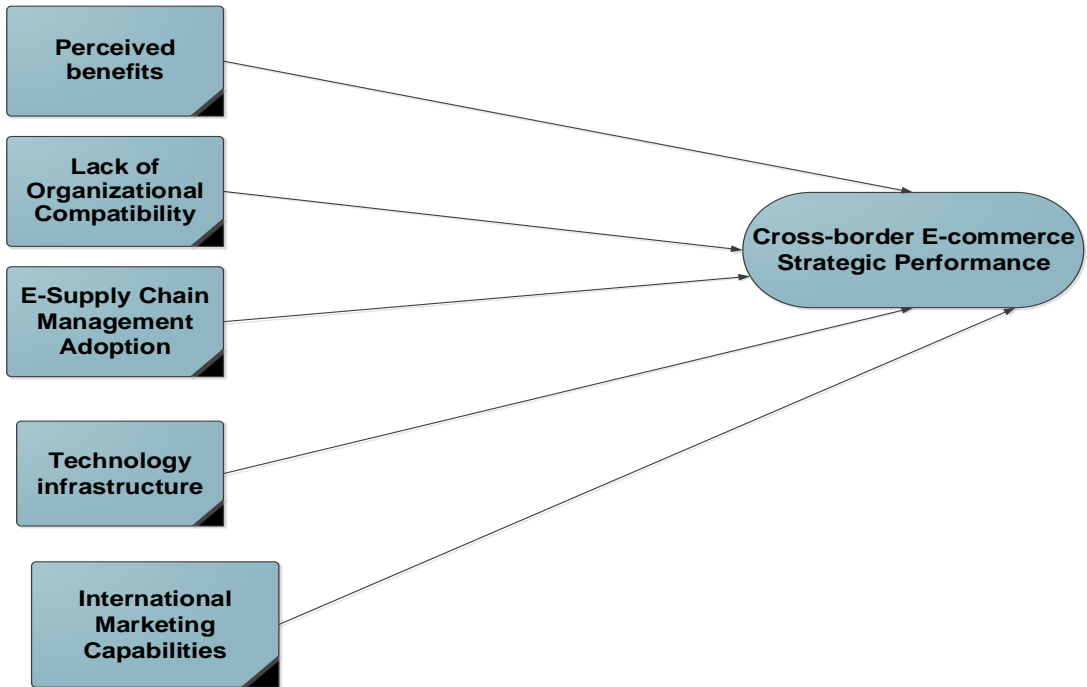 Perceived
benefits
Lack of
Organizational
Compatibility
E-Supply Chain
Management
Adoption
Technology
infrastructure
International
Marketing
Capabilities
Cross-border E-commerce
Strategic Performance